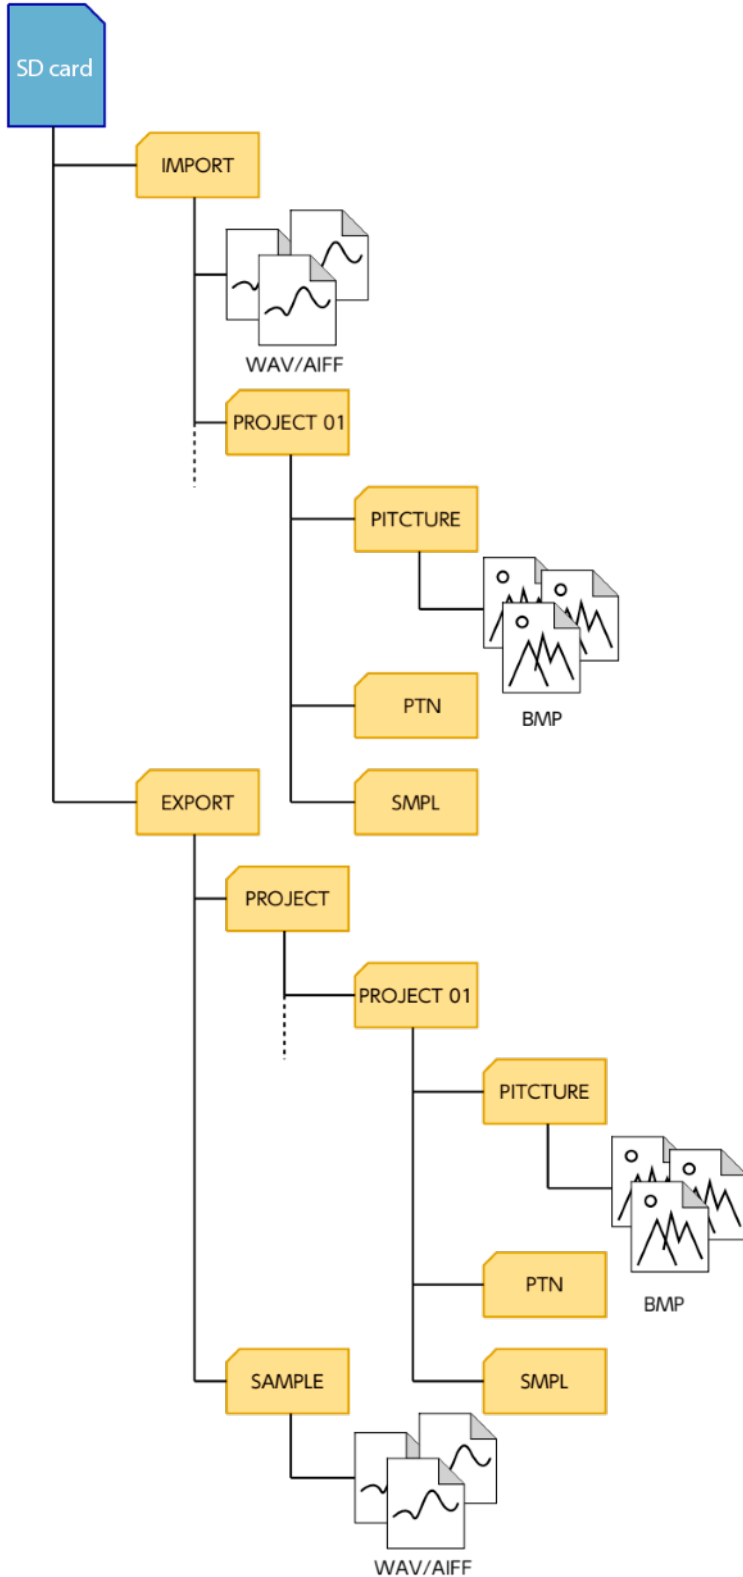 SD card
IMPORT
WAV/AIFF
PROJECT 01
PITCTURE
BMP
PTN
SMPL
EXPORT
PROJECT
PROJECT 01
PITCTURE
BMP
PTN
SMPL
SAMPLE
WAV/AIFF